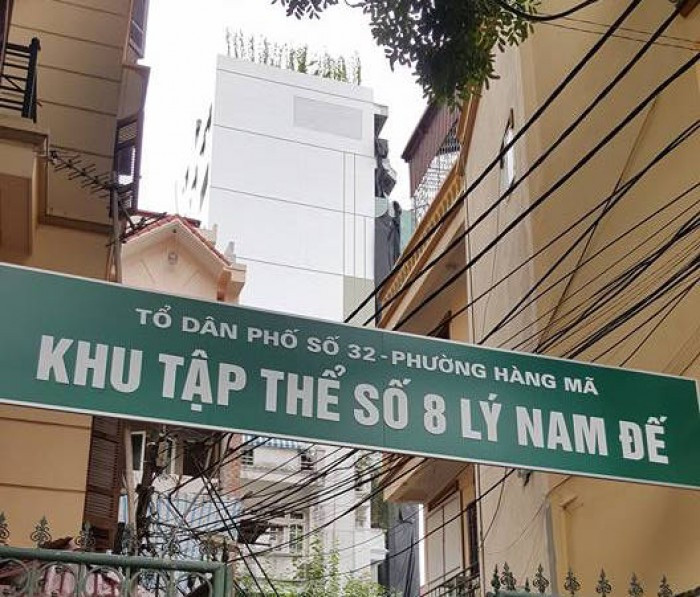 TỔ DÂN PHỐ SỐ 32 - PHƯỜNG HÀNG MÃ
KHU TẬP THỂ SỐ 8 LÝ NAM ĐẾ